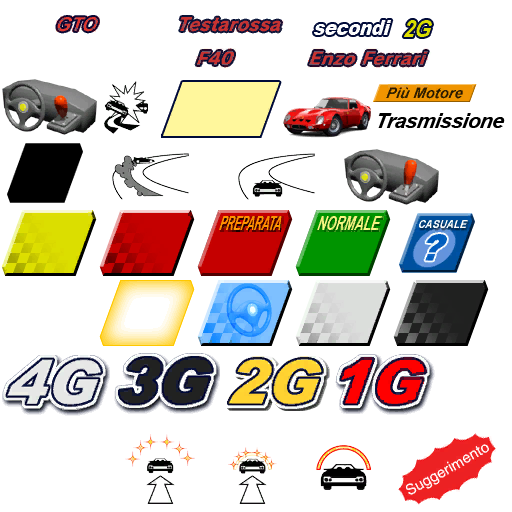 GTO
Testarossa
secondi 2G
F40
Enzo Ferrari
Più Motore
Trasmissione
PREPARATA
NORMALE
CASUALE
?
4G 3G 2G 1G
Suggerimento